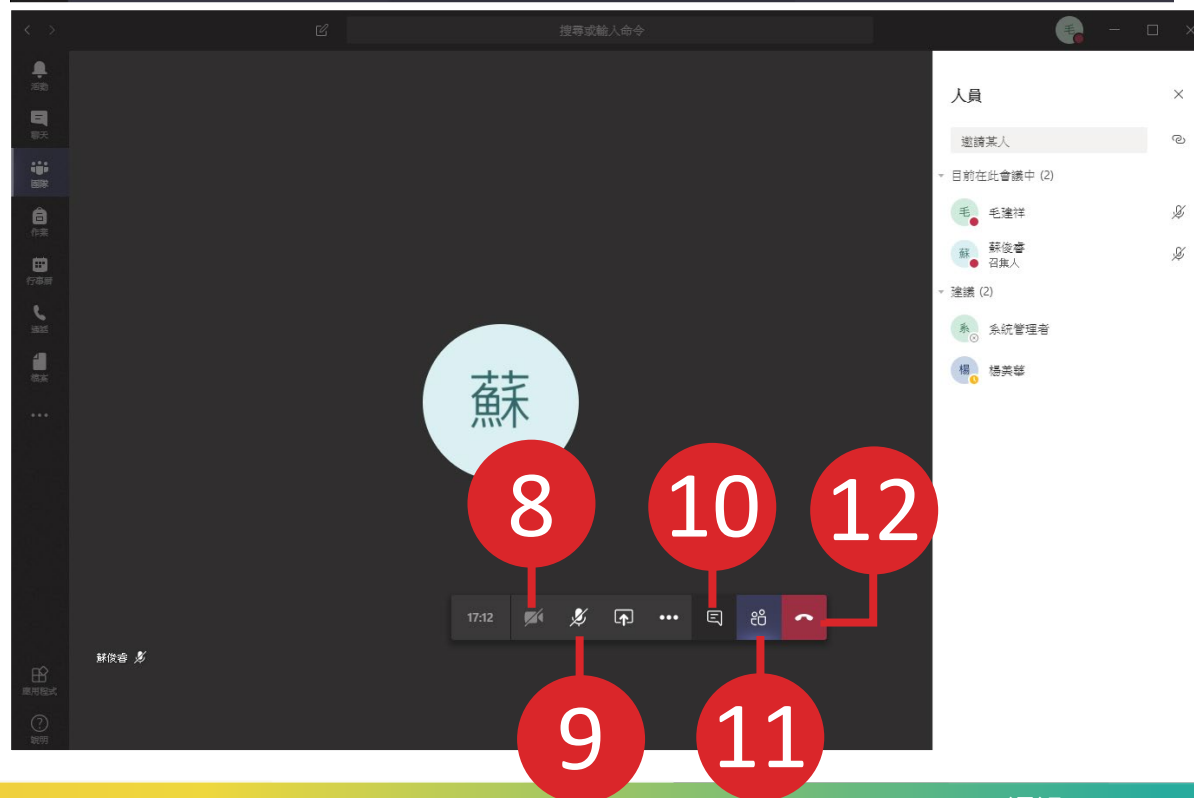 搜尋或輸入命令
毛
活動
聊天
團隊
作業
行事曆
通話
檔案
應用程式
說明
蘇
蘇俊睿
17:12
8
9
10
11
12
人員
邀請某人
目前在此會議中 (2)
毛 毛建祥
蘇 蘇俊睿
召集人
建議 (2)
系 系統管理者
楊 楊美華